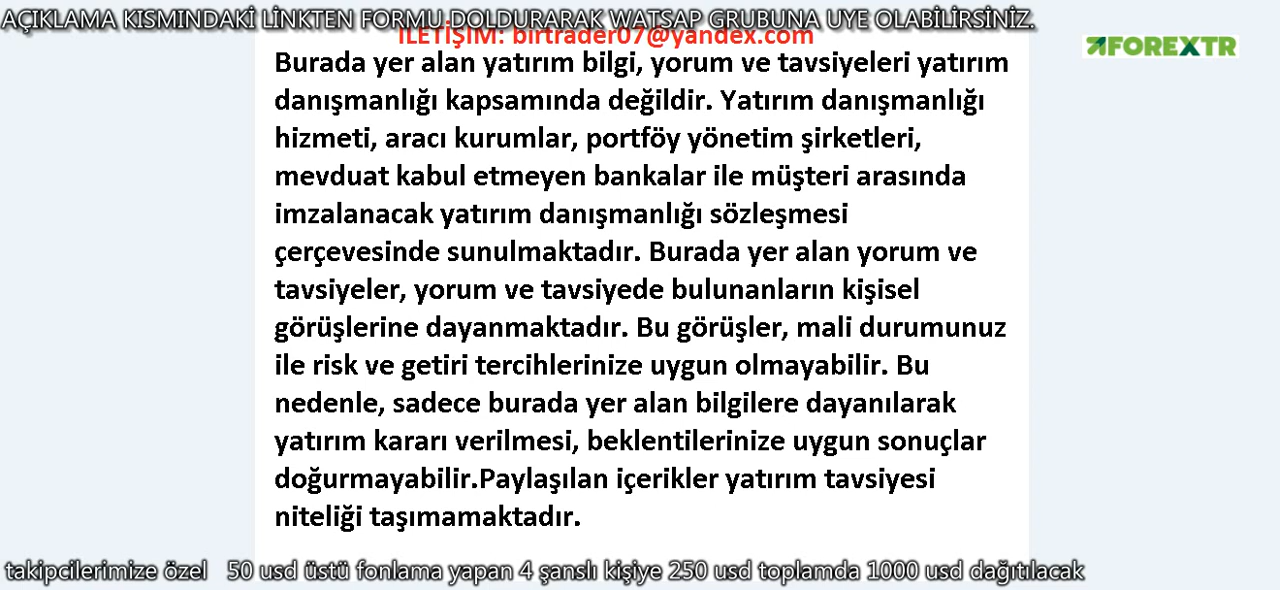 AÇIKLAMA KISMINDAKİ LİNKTEN FORMU DOLDURARAK WATSAP GRUBUNA UYE OLABİLİRSİNİZ.
İLETİŞİM: birtrader07@yandex.com
FOREXTR
Burada yer alan yatırım bilgi, yorum ve tavsiyeleri yatırım
danışmanlığı kapsamında değildir. Yatırım danışmanlığı
hizmeti, aracı kurumlar, portföy yönetim şirketleri,
mevduat kabul etmeyen bankalar ile müşteri arasında
imzalanacak yatırım danışmanlığı sözleşmesi
çerçevesinde sunulmaktadır. Burada yer alan yorum ve
tavsiyeler, yorum ve tavsiyede bulunanların kişisel
görüşlerine dayanmaktadır. Bu görüşler, mali durumunuz
ile risk ve getiri tercihlerinize uygun olmayabilir. Bu
nedenle, sadece burada yer alan bilgilere dayanılarak
yatırım kararı verilmesi, beklentilerinize uygun sonuçlar
doğurmayabilir.Paylaşılan içerikler yatırım tavsiyesi
niteliği taşımamaktadır.
takipcilerimize özel 50 usd üstü fonlama yapan 4 şanslı kişiye 250 usd toplamda 1000 usd dağıtılacak